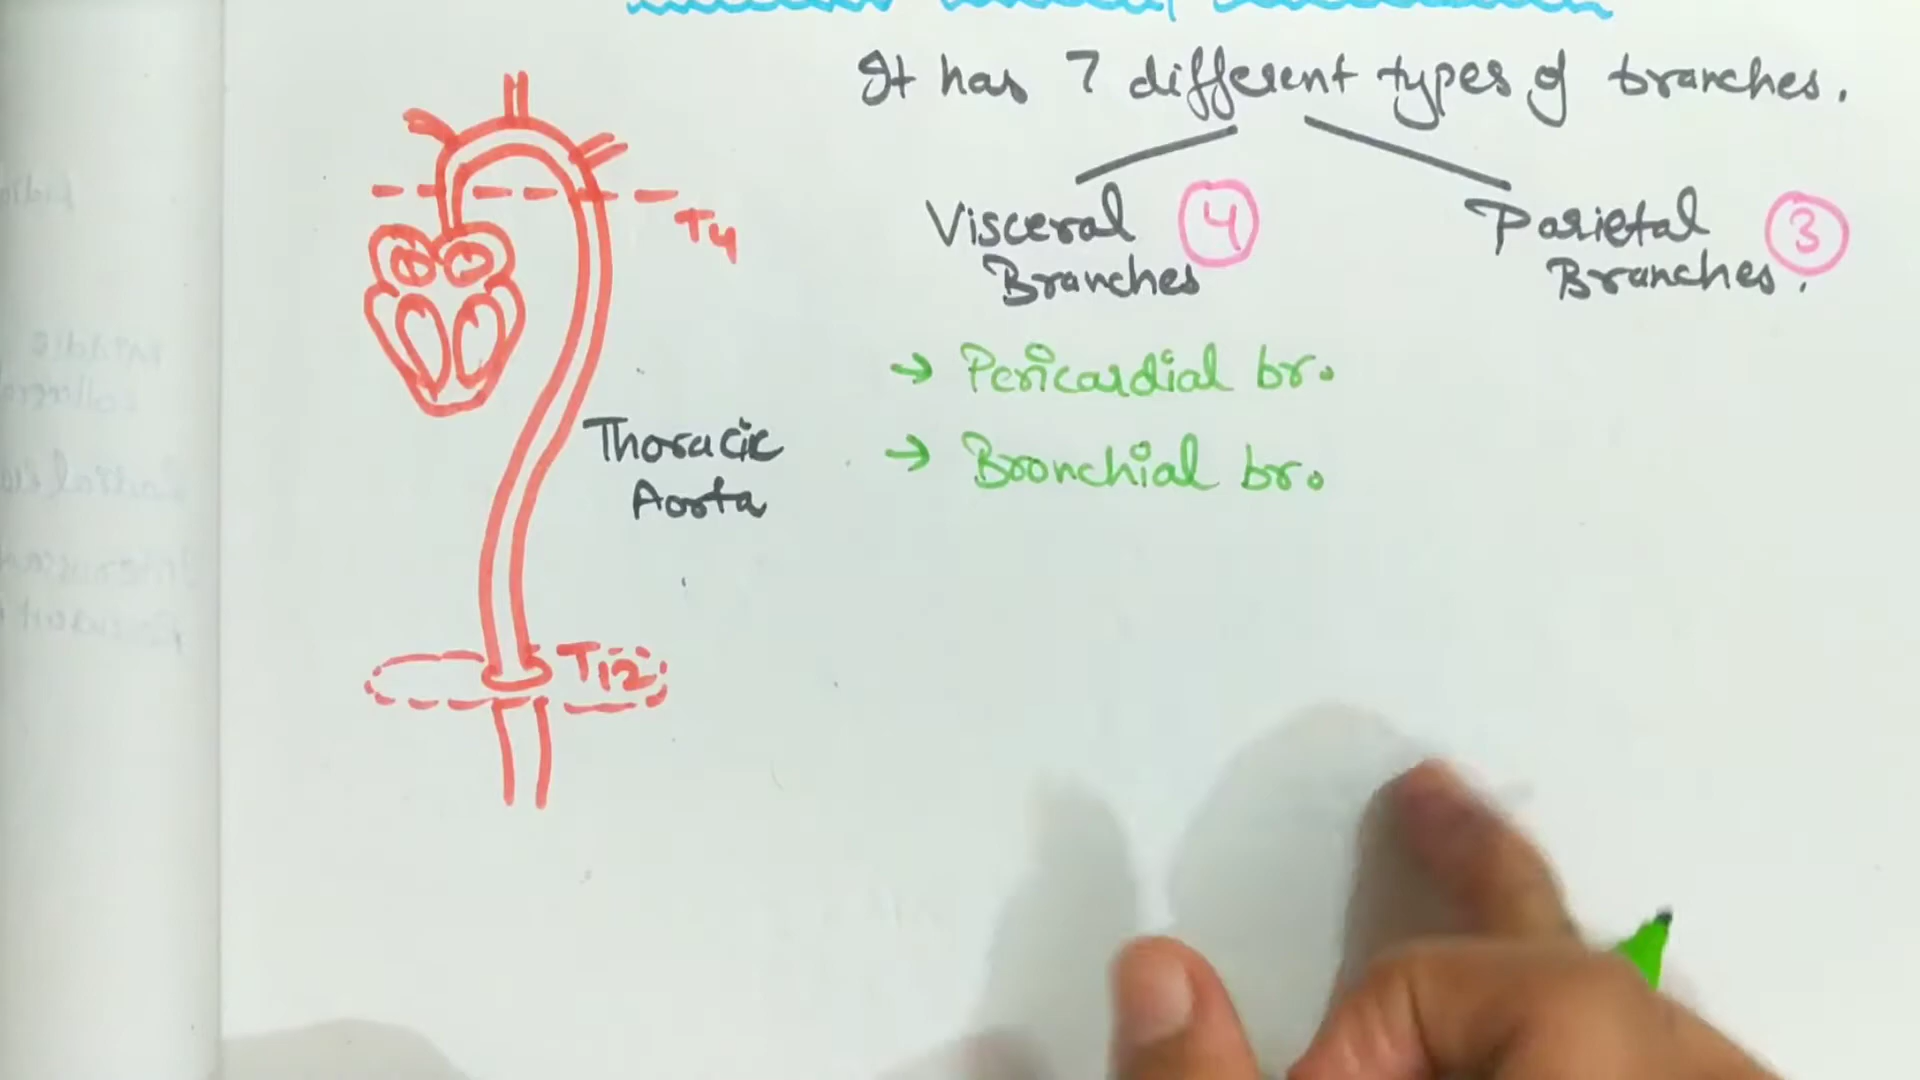 It has 7 different types of branches.
Visceral 4
Branches
Parietal 3
Branches.
T4
→ Pericardial br.
→ Bronchial br.
Thoracic
Aorta
T12